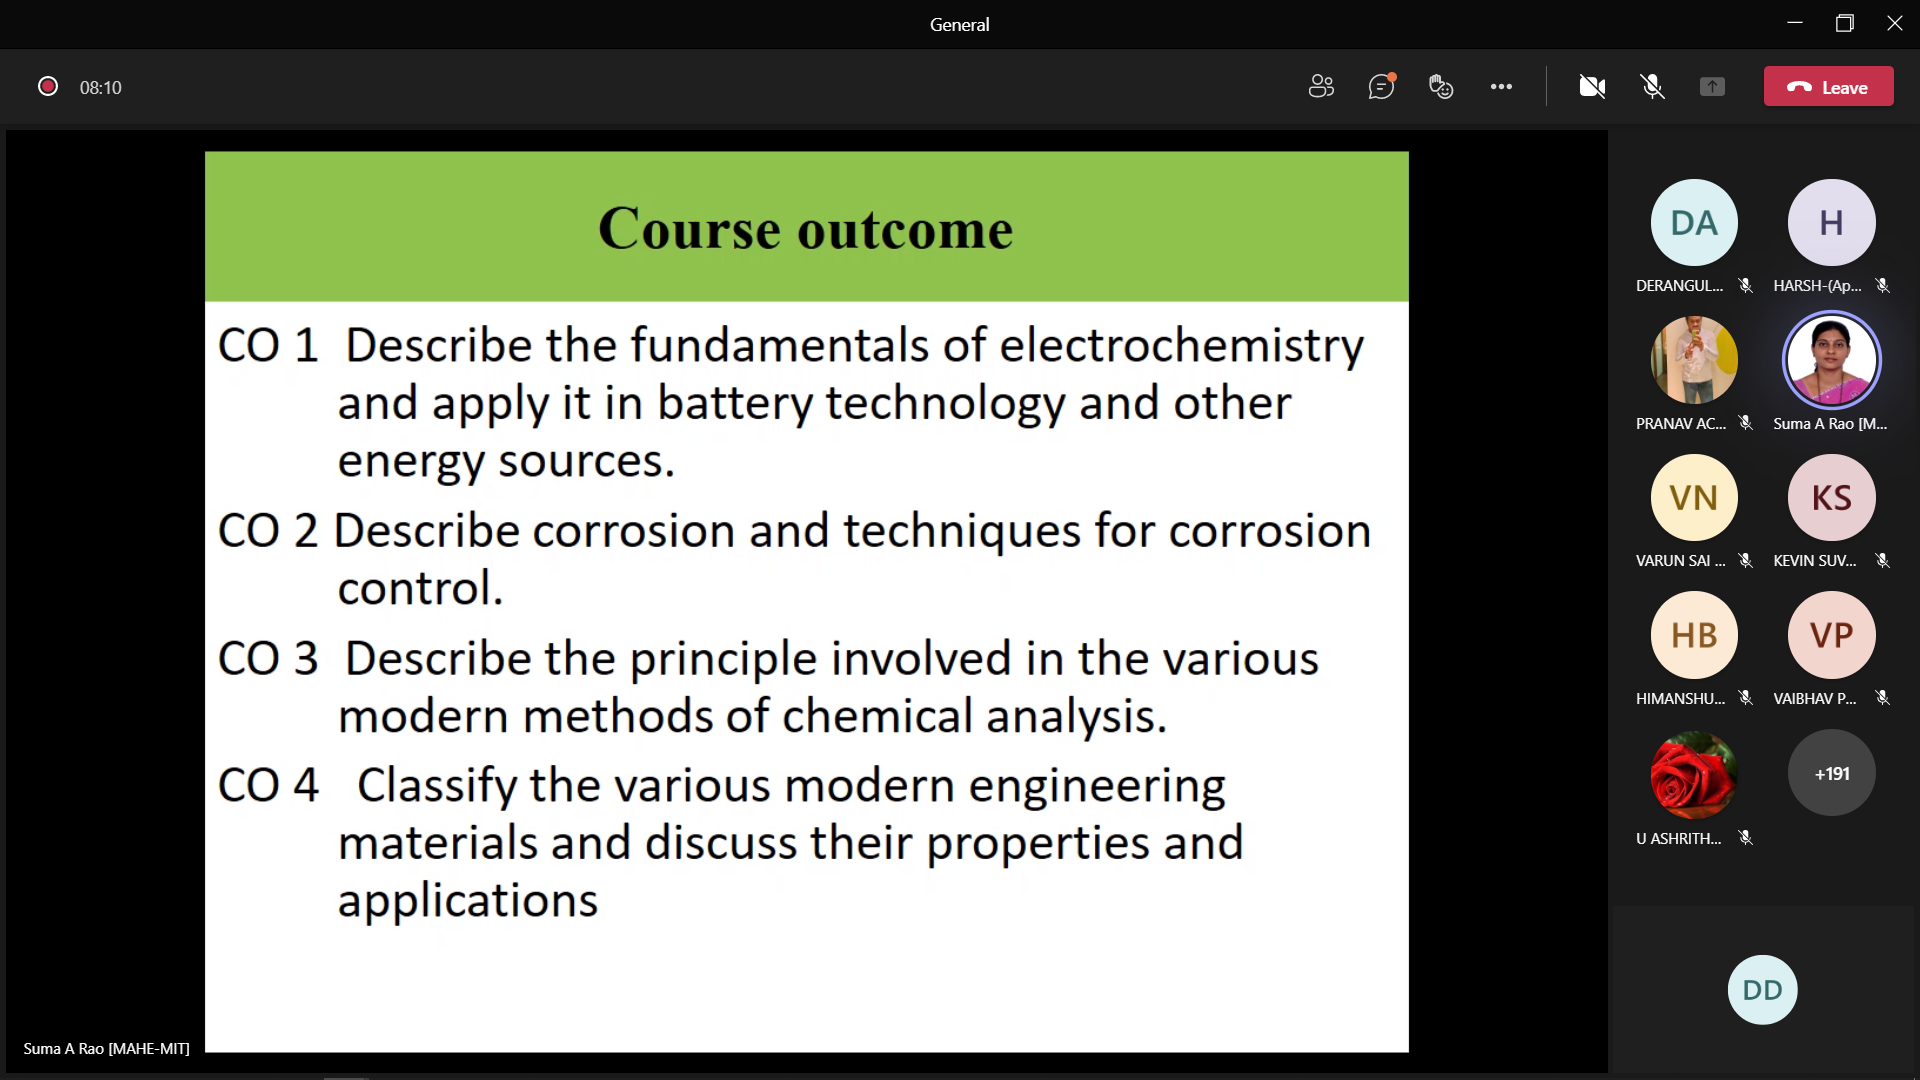 General
08:10
Leave
Course outcome
CO 1 Describe the fundamentals of electrochemistry
and apply it in battery technology and other
energy sources.
CO 2 Describe corrosion and techniques for corrosion
control.
CO 3 Describe the principle involved in the various
modern methods of chemical analysis.
CO 4 Classify the various modern engineering
materials and discuss their properties and
applications
Suma A Rao [MAHE-MIT]
DA
H
DERANGUL...
HARSH-(Ap...
PRANAV AC...
Suma A Rao [M...
VN
KS
VARUN SAI ...
KEVIN SUV...
HB
VP
HIMANSHU...
VAIBHAV P...
+191
U ASHRITH...
DD